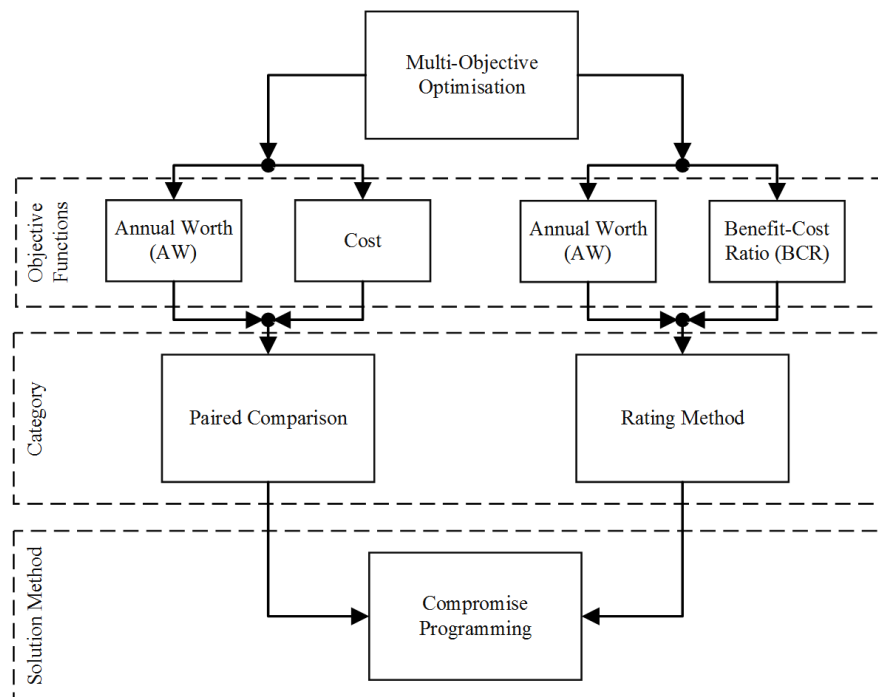 Multi-Objective
Optimisation
Objective
Functions
Annual Worth
(AW)
Cost
Annual Worth
(AW)
Benefit-Cost
Ratio (BCR)
Category
Paired Comparison
Rating Method
Solution Method
Compromise
Programming